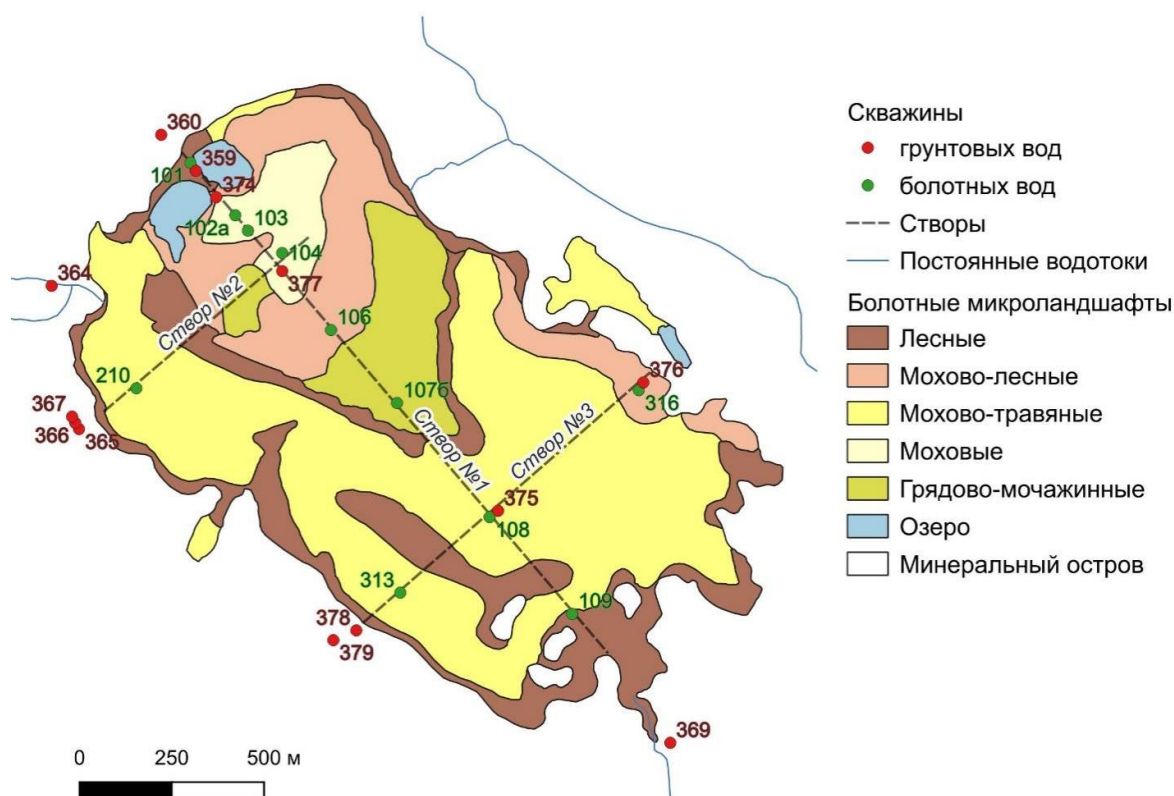 360
359
101
374
103
102а
104
364
377
Створ №2
106
210
107б
376
316
367
366
365
Створ №1
Створ №3
375
108
313
109
378
379
369
0 250 500 м
Скважины
грунтовых вод
болотных вод
Створы
Постоянные водотоки
Болотные микроландшафты
Лесные
Мохово-лесные
Мохово-травяные
Моховые
Грядово-мочажинные
Озеро
Минеральный остров